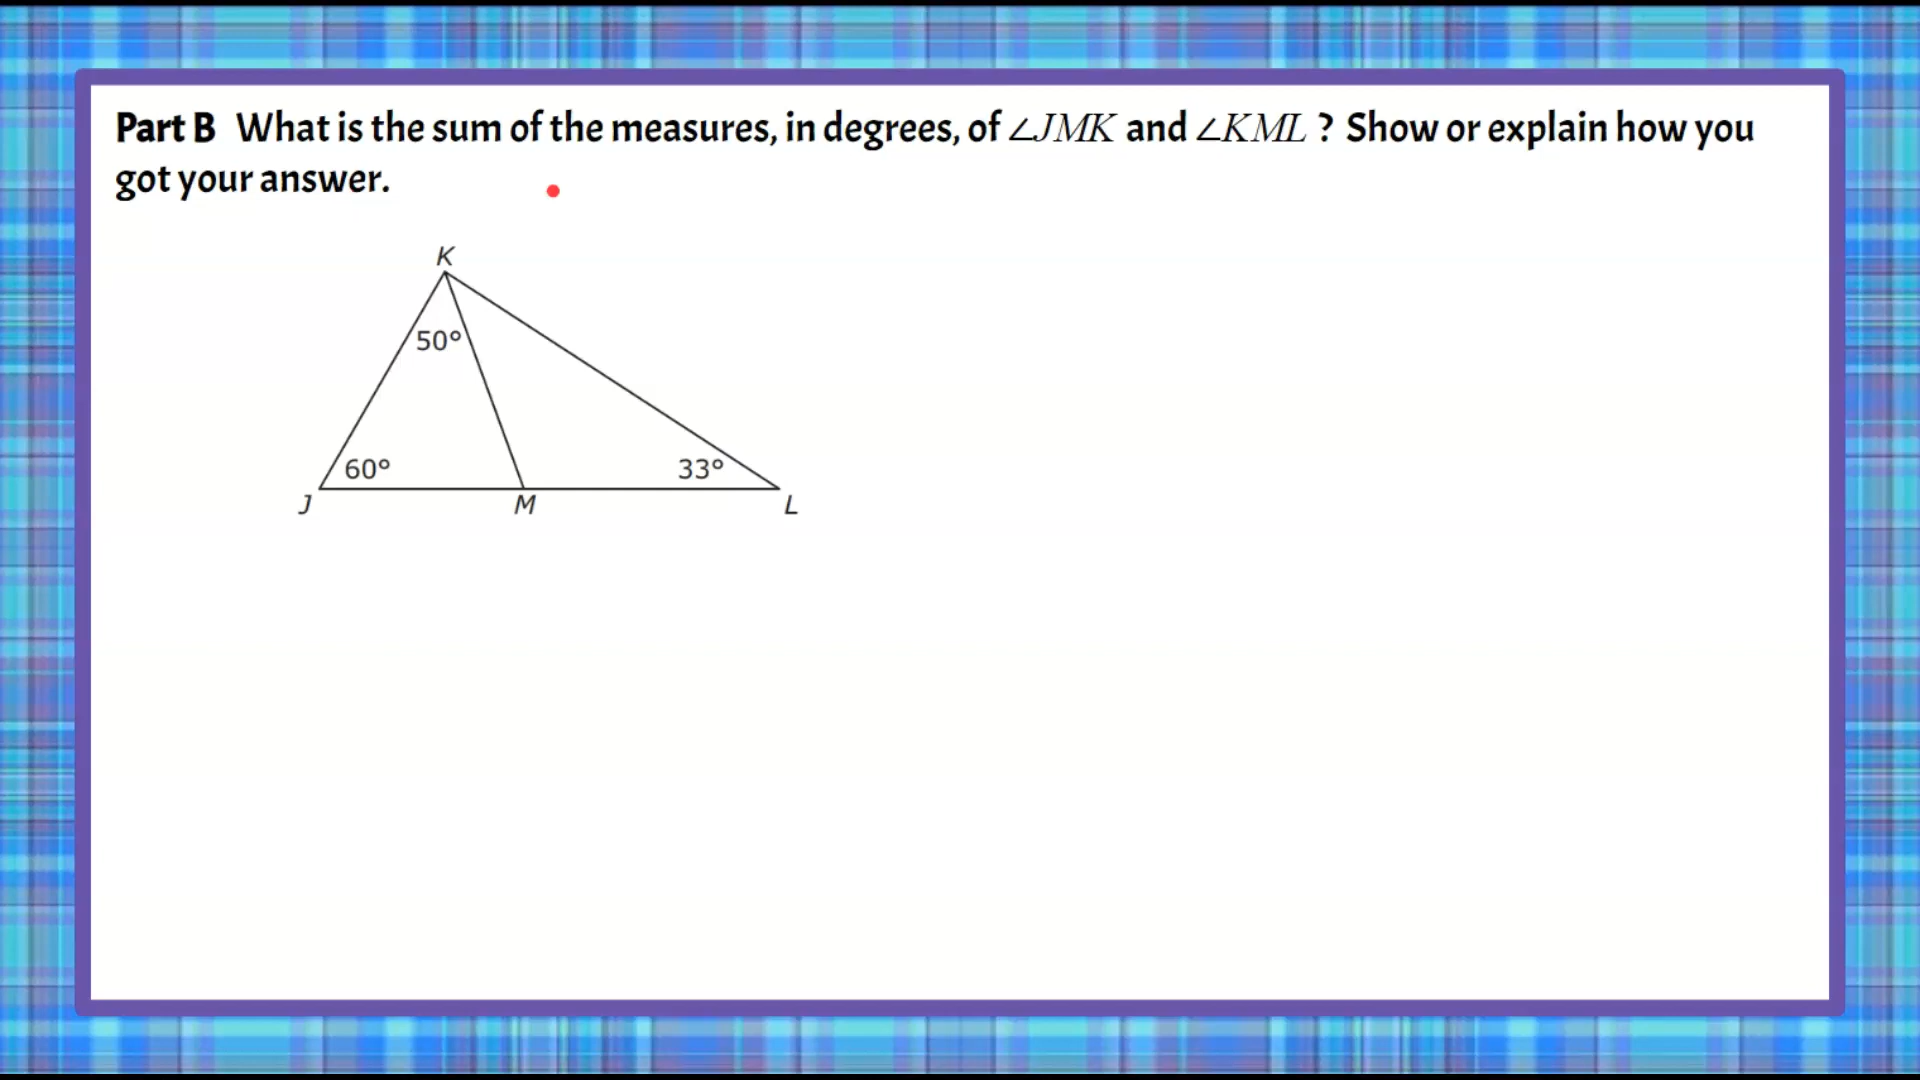 Part B What is the sum of the measures, in degrees, of ∠JMK and ∠KML ? Show or explain how you
got your answer.
K
50°
60°
33°
J
M
L